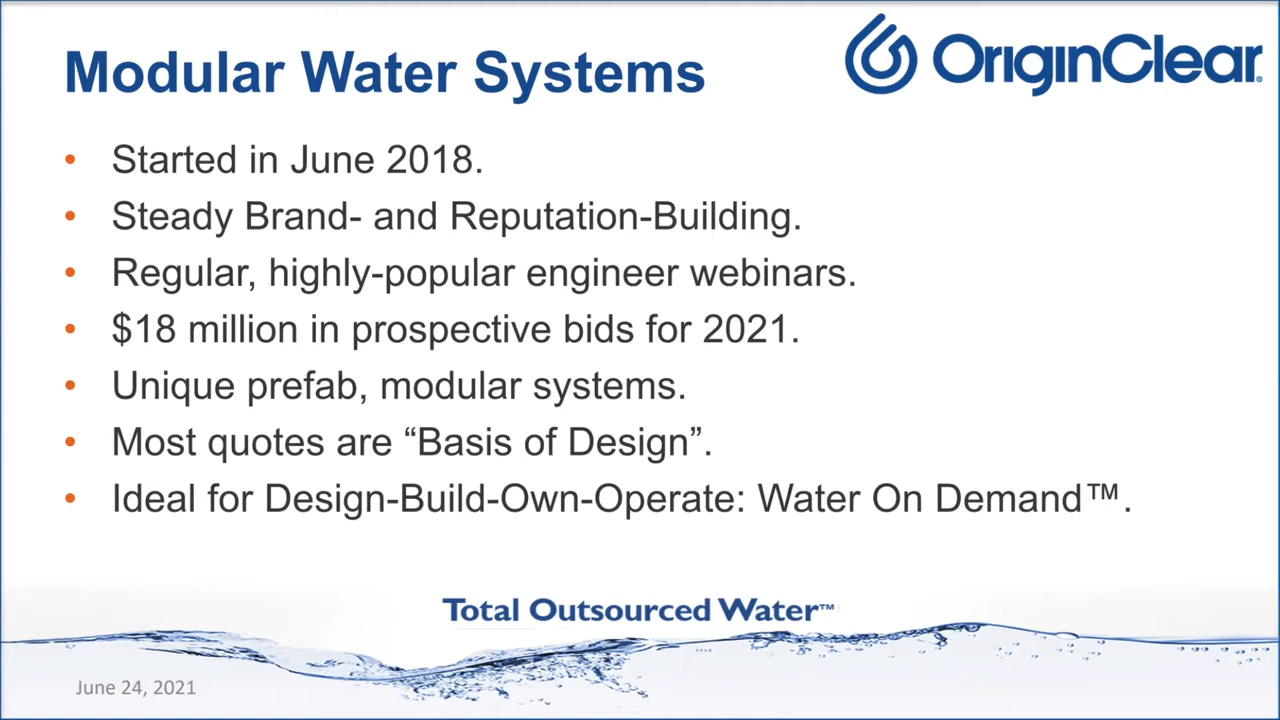 Modular Water Systems
OriginClear®
• Started in June 2018.
• Steady Brand- and Reputation-Building.
• Regular, highly-popular engineer webinars.
• $18 million in prospective bids for 2021.
• Unique prefab, modular systems.
• Most quotes are “Basis of Design”.
• Ideal for Design-Build-Own-Operate: Water On Demand™.
Total Outsourced Water™
June 24, 2021